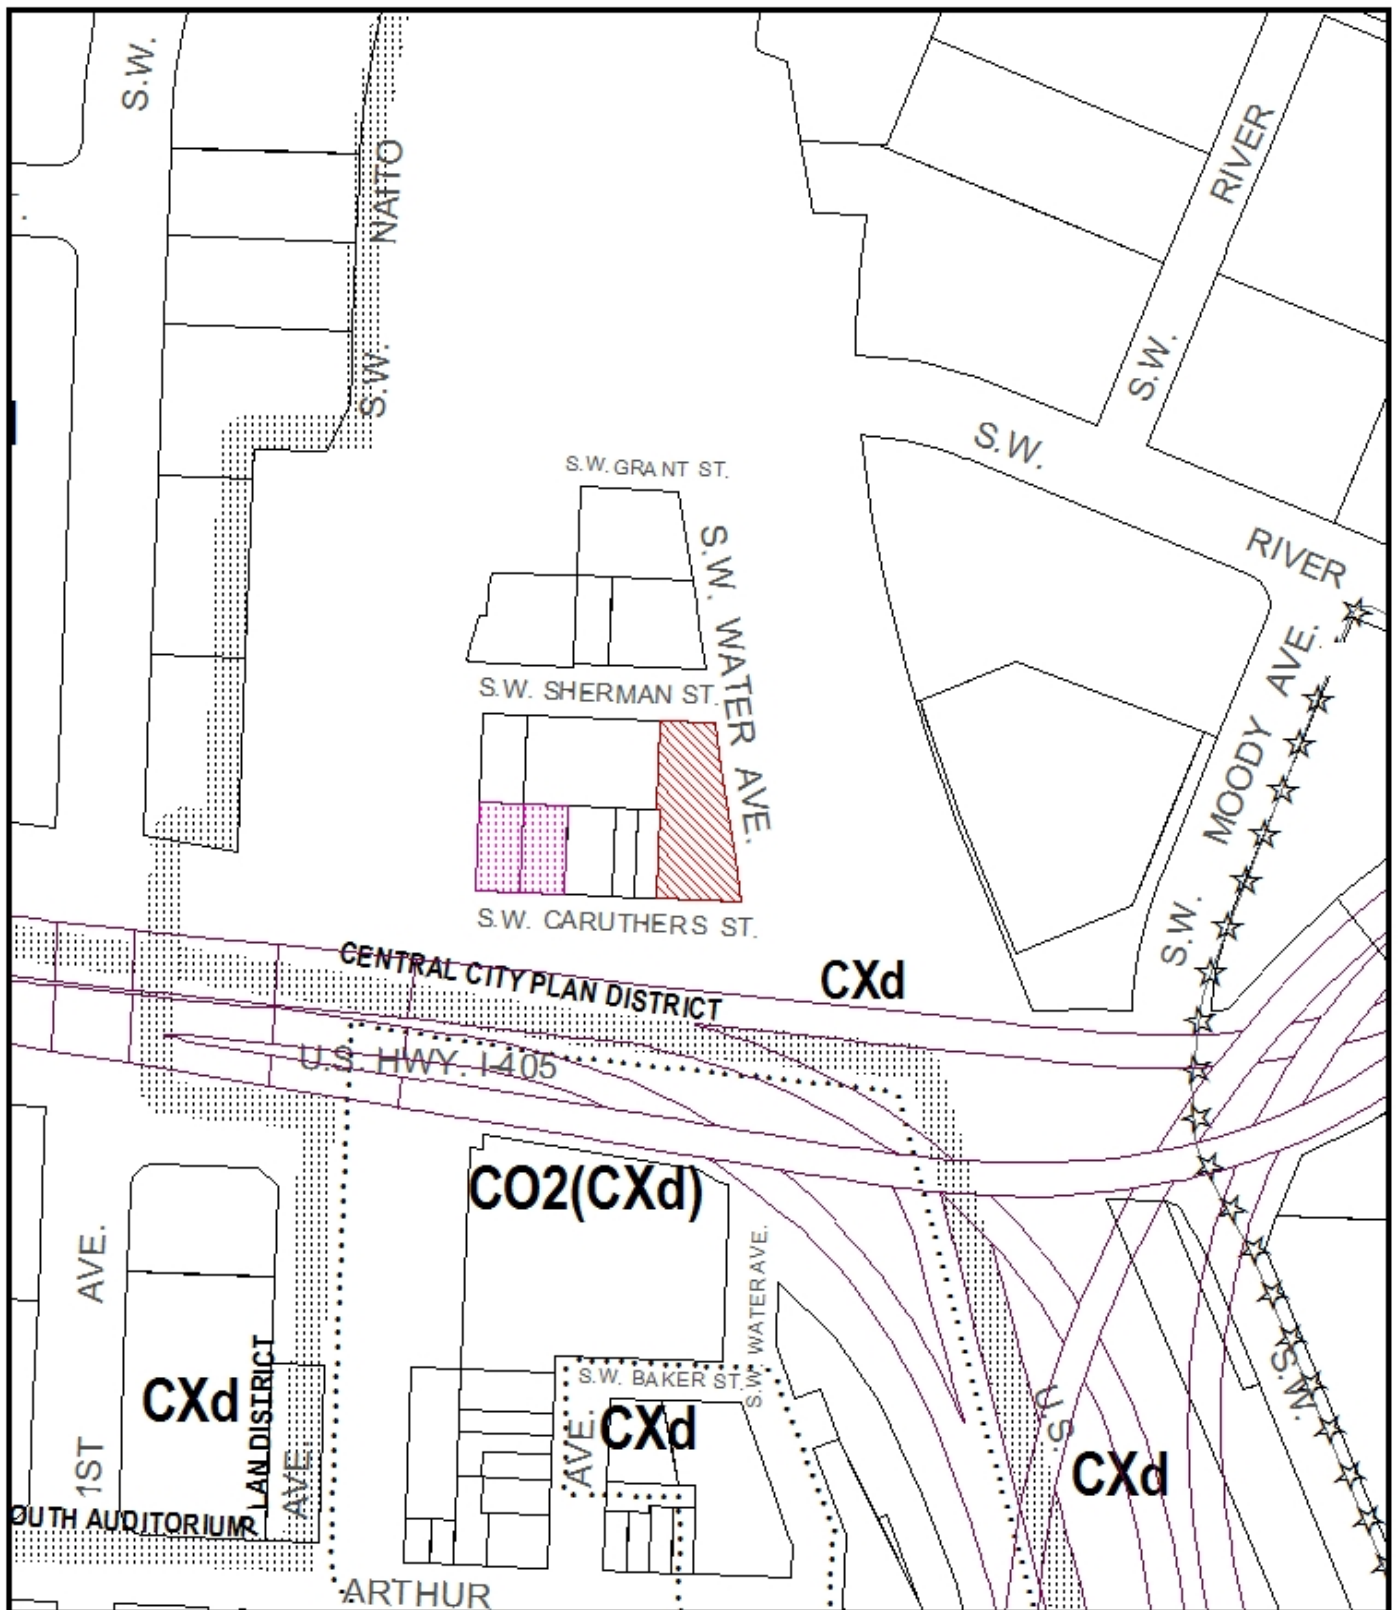 S.W.
NAITO
S.W.
RIVER
S.W.
S.W.
RIVER
S.W. GRANT ST.
S.W. WATER AVE.
S.W. SHERMAN ST.
S.W. MOODY AVE.
S.W. CARUTHERS ST.
CENTRAL CITY PLAN DISTRICT
CXd
U.S. HWY. I-405
CO2(CXd)
AVE.
1ST
S.W. WATER AVE.
S.W. BAKER ST.
CXd
LAN DISTRICT
AVE.
AVE.
CXd
U.S.
S.W.
CXd
OUTH AUDITORIUM
ARTHUR